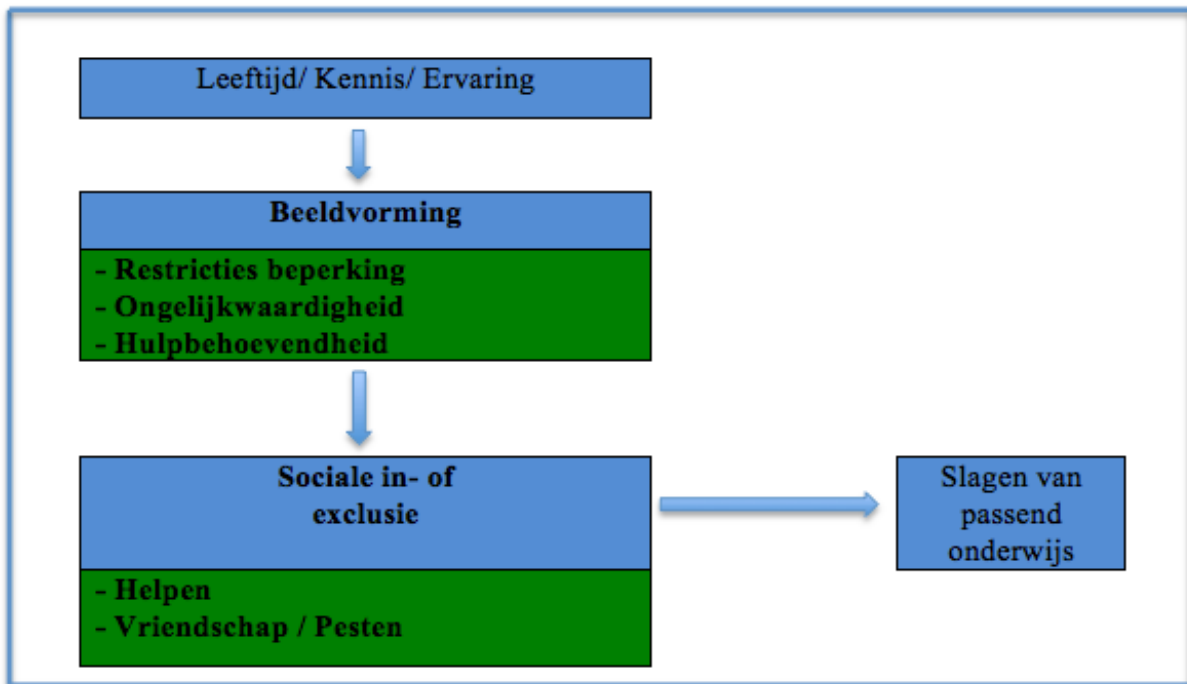 Leeftijd/ Kennis/ Ervaring
Beeldvorming
- Restricties beperking
- Ongelijkwaardigheid
- Hulpbehoevendheid
Sociale in- of
exclusie
- Helpen
- Vriendschap / Pesten
Slagen van
passend
onderwijs